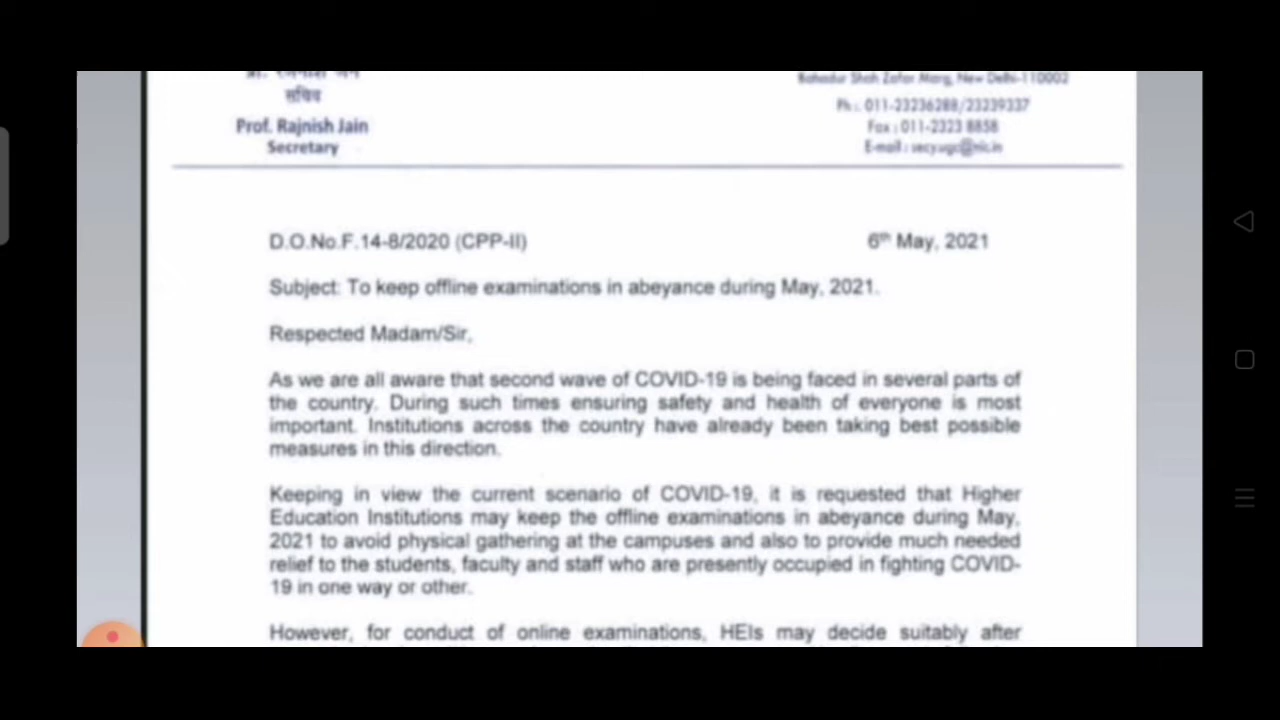 सचिव
Prof. Rajnish Jain
Secretary
Bahadur Shah Zafar Marg, New Delhi-110002
Ph : 011-23236288/23239337
Fax : 011-2323 8858
E-mail : secy.ugc@nic.in
D.O.No.F.14-8/2020 (CPP-II)
6th May, 2021
Subject: To keep offline examinations in abeyance during May, 2021.
Respected Madam/Sir,
As we are all aware that second wave of COVID-19 is being faced in several parts of
the country. During such times ensuring safety and health of everyone is most
important. Institutions across the country have already been taking best possible
measures in this direction.
Keeping in view the current scenario of COVID-19, it is requested that Higher
Education Institutions may keep the offline examinations in abeyance during May,
2021 to avoid physical gathering at the campuses and also to provide much needed
relief to the students, faculty and staff who are presently occupied in fighting COVID-
19 in one way or other.
However, for conduct of online examinations, HEIs may decide suitably after